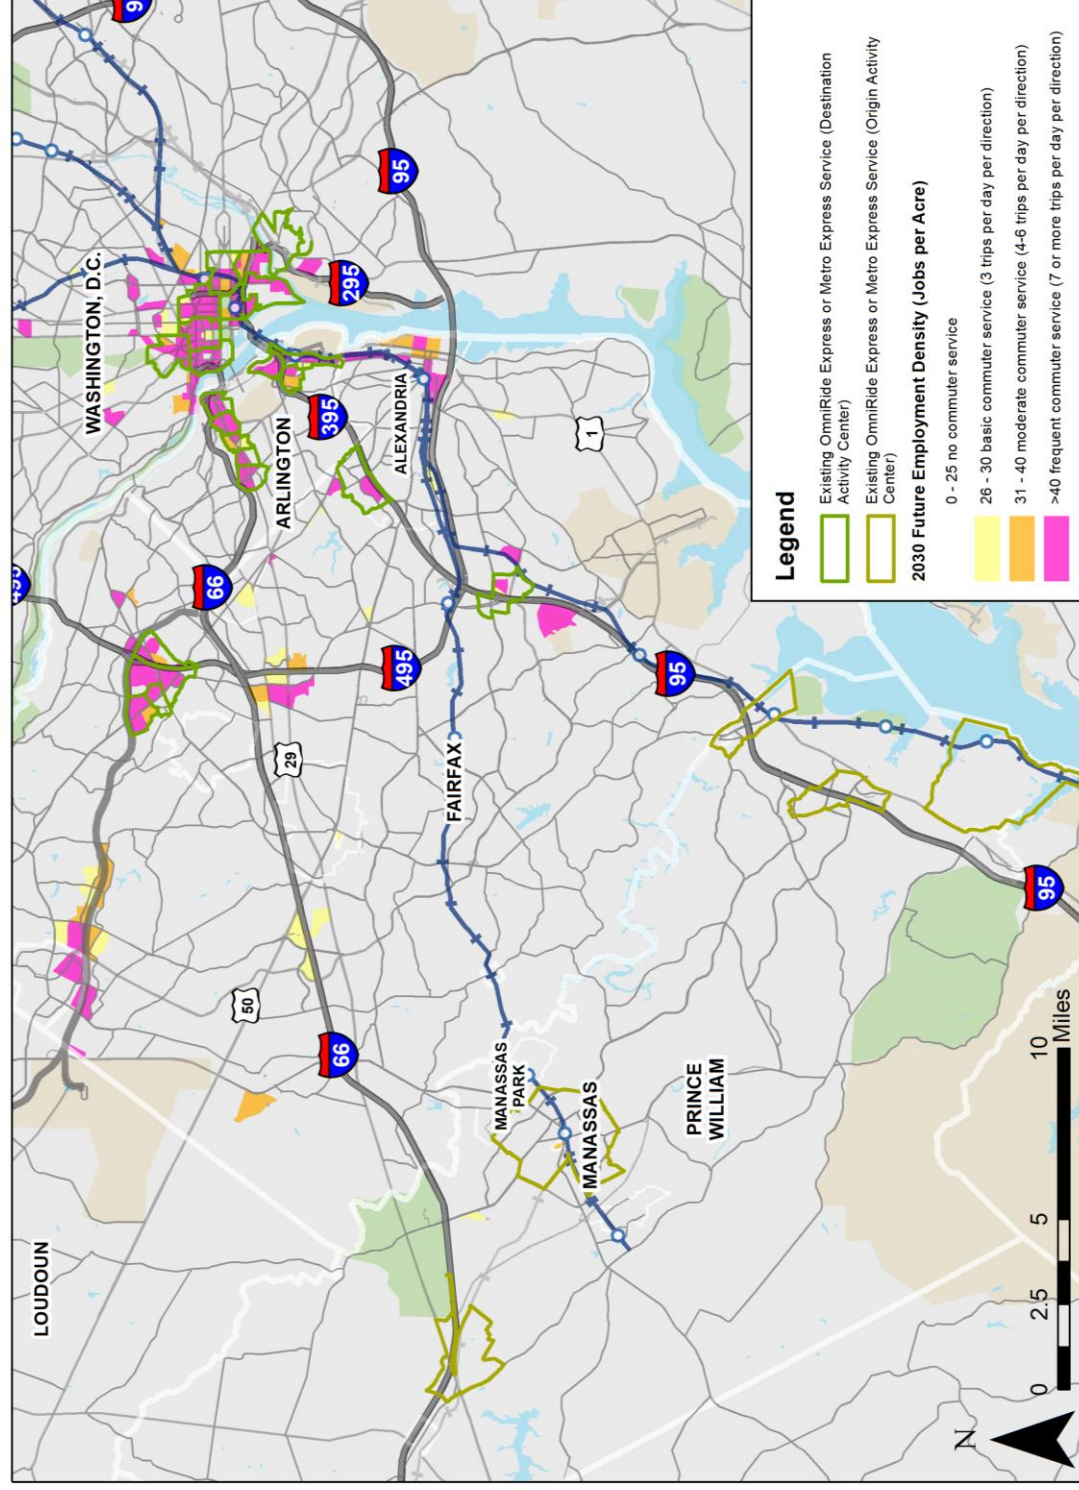 LOUDOUN
WASHINGTON, D.C.
ARLINGTON
ALEXANDRIA
FAIRFAX
MANASSAS
PARK
MANASSAS
PRINCE
WILLIAM
495
66
66
50
29
495
395
295
95
95
95
1
N
0
2.5
5
10
Miles
Legend
Existing OmniRide Express or Metro Express Service (Destination
Activity Center)
Existing OmniRide Express or Metro Express Service (Origin Activity
Center)
2030 Future Employment Density (Jobs per Acre)
0 - 25 no commuter service
26 - 30 basic commuter service (3 trips per day per direction)
31 - 40 moderate commuter service (4-6 trips per day per direction)
>40 frequent commuter service (7 or more trips per day per direction)